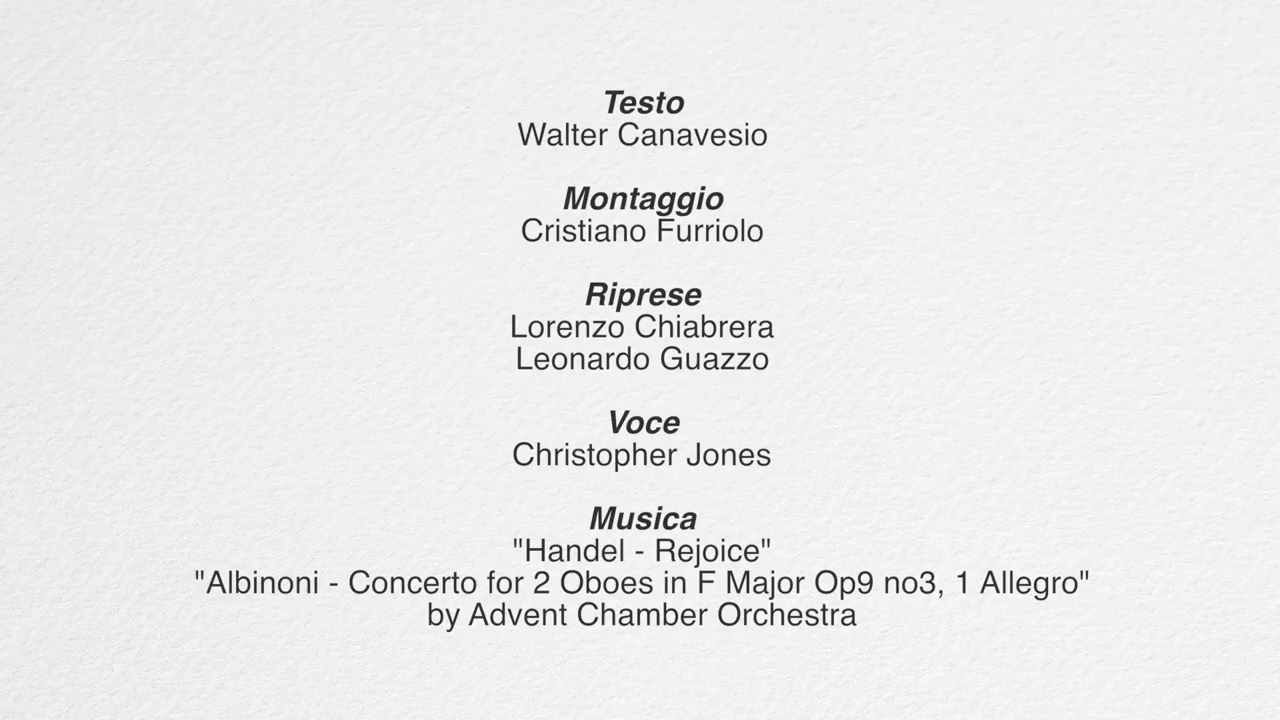 Testo
Walter Canavesio
Montaggio
Cristiano Furriolo
Riprese
Lorenzo Chiabrera
Leonardo Guazzo
Voce
Christopher Jones
Musica
"Handel - Rejoice"
"Albinoni - Concerto for 2 Oboes in F Major Op9 no3, 1 Allegro"
by Advent Chamber Orchestra